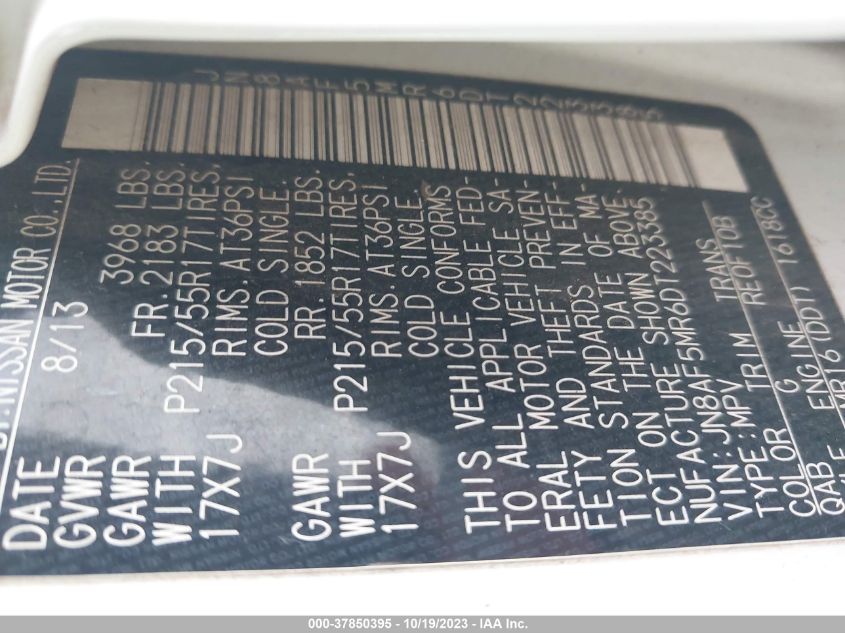 JN8AF5MR6DT223385
BY: NISSAN MOTOR CO.,LTD.
DATE 8/13
GVWR 3968 LBS.
GAWR FR. 2183 LBS.
WITH P215/55R17TIRES,
17X7J RIMS. AT36PSI
COLD SINGLE.
GAWR RR. 1852 LBS.
WITH P215/55R17TIRES,
17X7J RIMS. AT36PSI
COLD SINGLE.
THIS VEHICLE CONFORMS
TO ALL APPLICABLE FED-
ERAL MOTOR VEHICLE SA-
FETY AND THEFT PREVEN-
TION STANDARDS IN EFF-
ECT ON THE DATE OF MA-
NUFACTURE SHOWN ABOVE.
VIN:JN8AF5MR6DT223385
TYPE:MPV
COLOR TRIM TRANS
QAB G RE0F10B
ENGINE
MR16(DDT) 1618CC
000-37850395 - 10/19/2023 - IAA Inc.